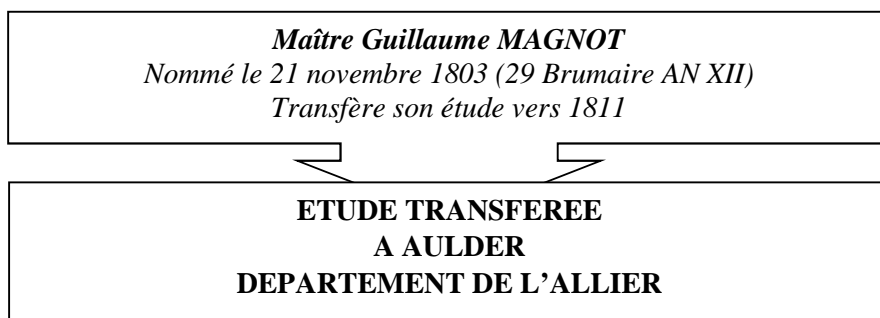 Maître Guillaume MAGNOT
Nommé le 21 novembre 1803 (29 Brumaire AN XII)
Transfère son étude vers 1811
ETUDE TRANSFEREE
A AULDER
DEPARTEMENT DE L'ALLIER